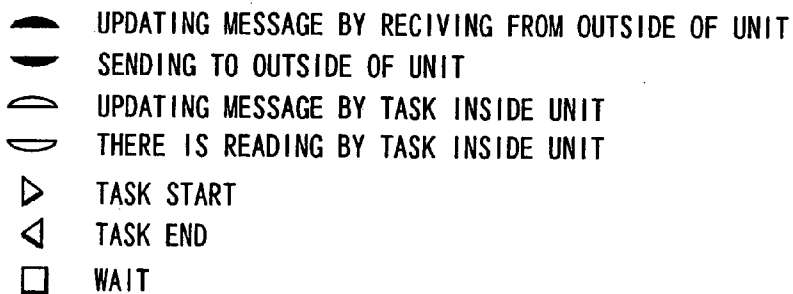 UPDATING MESSAGE BY RECIVING FROM OUTSIDE OF UNIT
SENDING TO OUTSIDE OF UNIT
UPDATING MESSAGE BY TASK INSIDE UNIT
THERE IS READING BY TASK INSIDE UNIT
TASK START
TASK END
WAIT